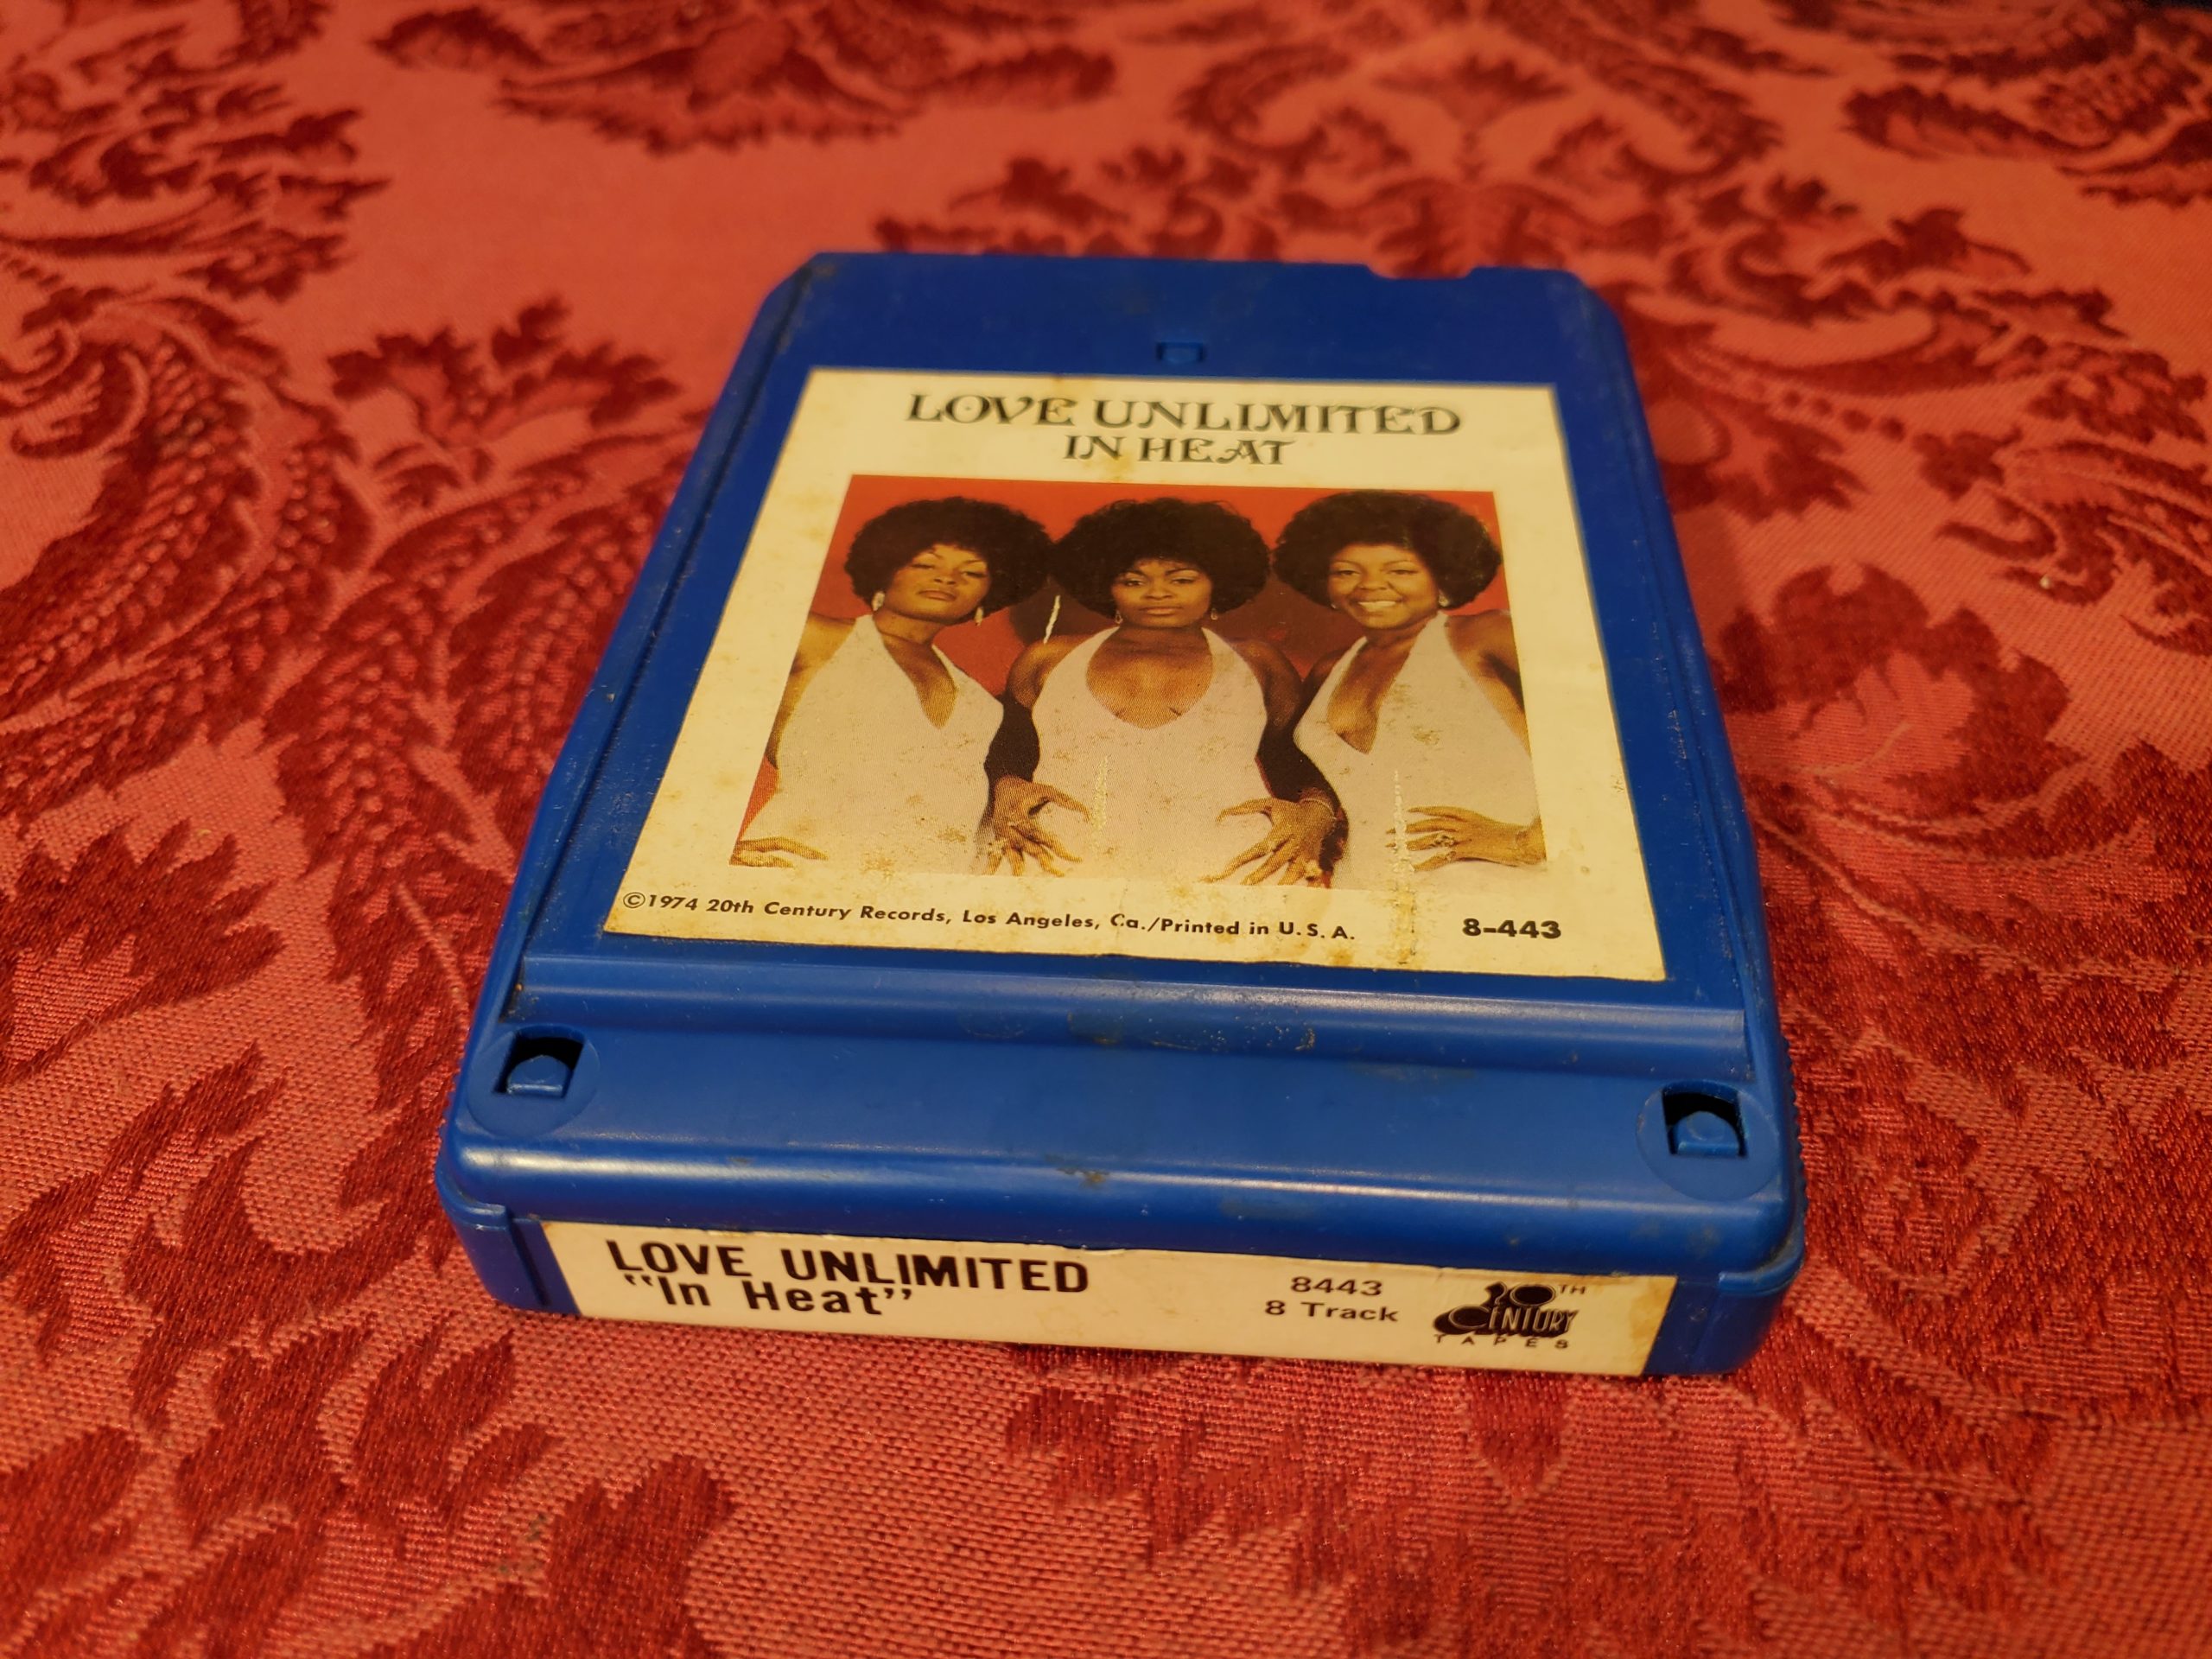 LOVE UNLIMITED
IN HEAT
©1974 20th Century Records, Los Angeles, Ca./Printed in U.S.A. 8-443
LOVE UNLIMITED
"In Heat"
8443
8 Track
20TH
CENTURY
TAPES